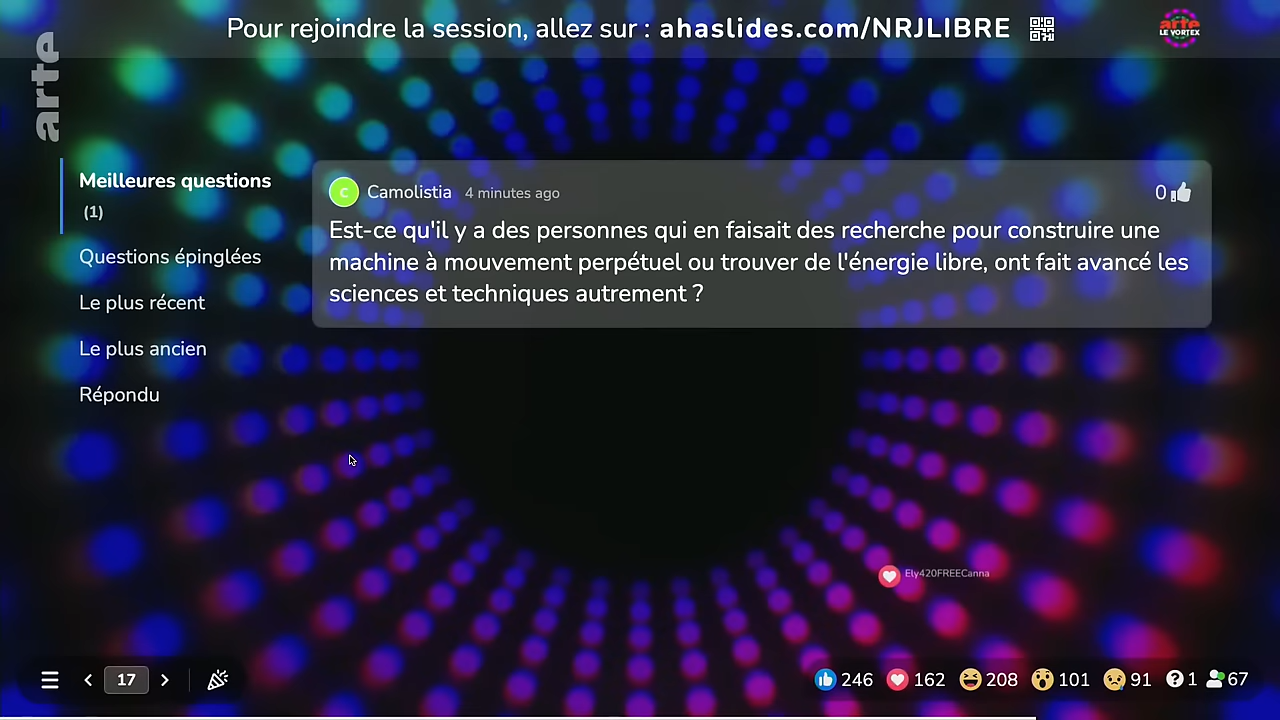 Pour rejoindre la session, allez sur : ahaslides.com/NRJLIBRE
arte
LE VORTEX
arte
Meilleures questions
(1)
Questions épinglées
Le plus récent
Le plus ancien
Répondu
C
Camolistia 4 minutes ago
0
Est-ce qu'il y a des personnes qui en faisait des recherche pour construire une
machine à mouvement perpétuel ou trouver de l'énergie libre, ont fait avancé les
sciences et techniques autrement ?
Ely420FREECanna
17
246 162 208 101 91 ? 1 67